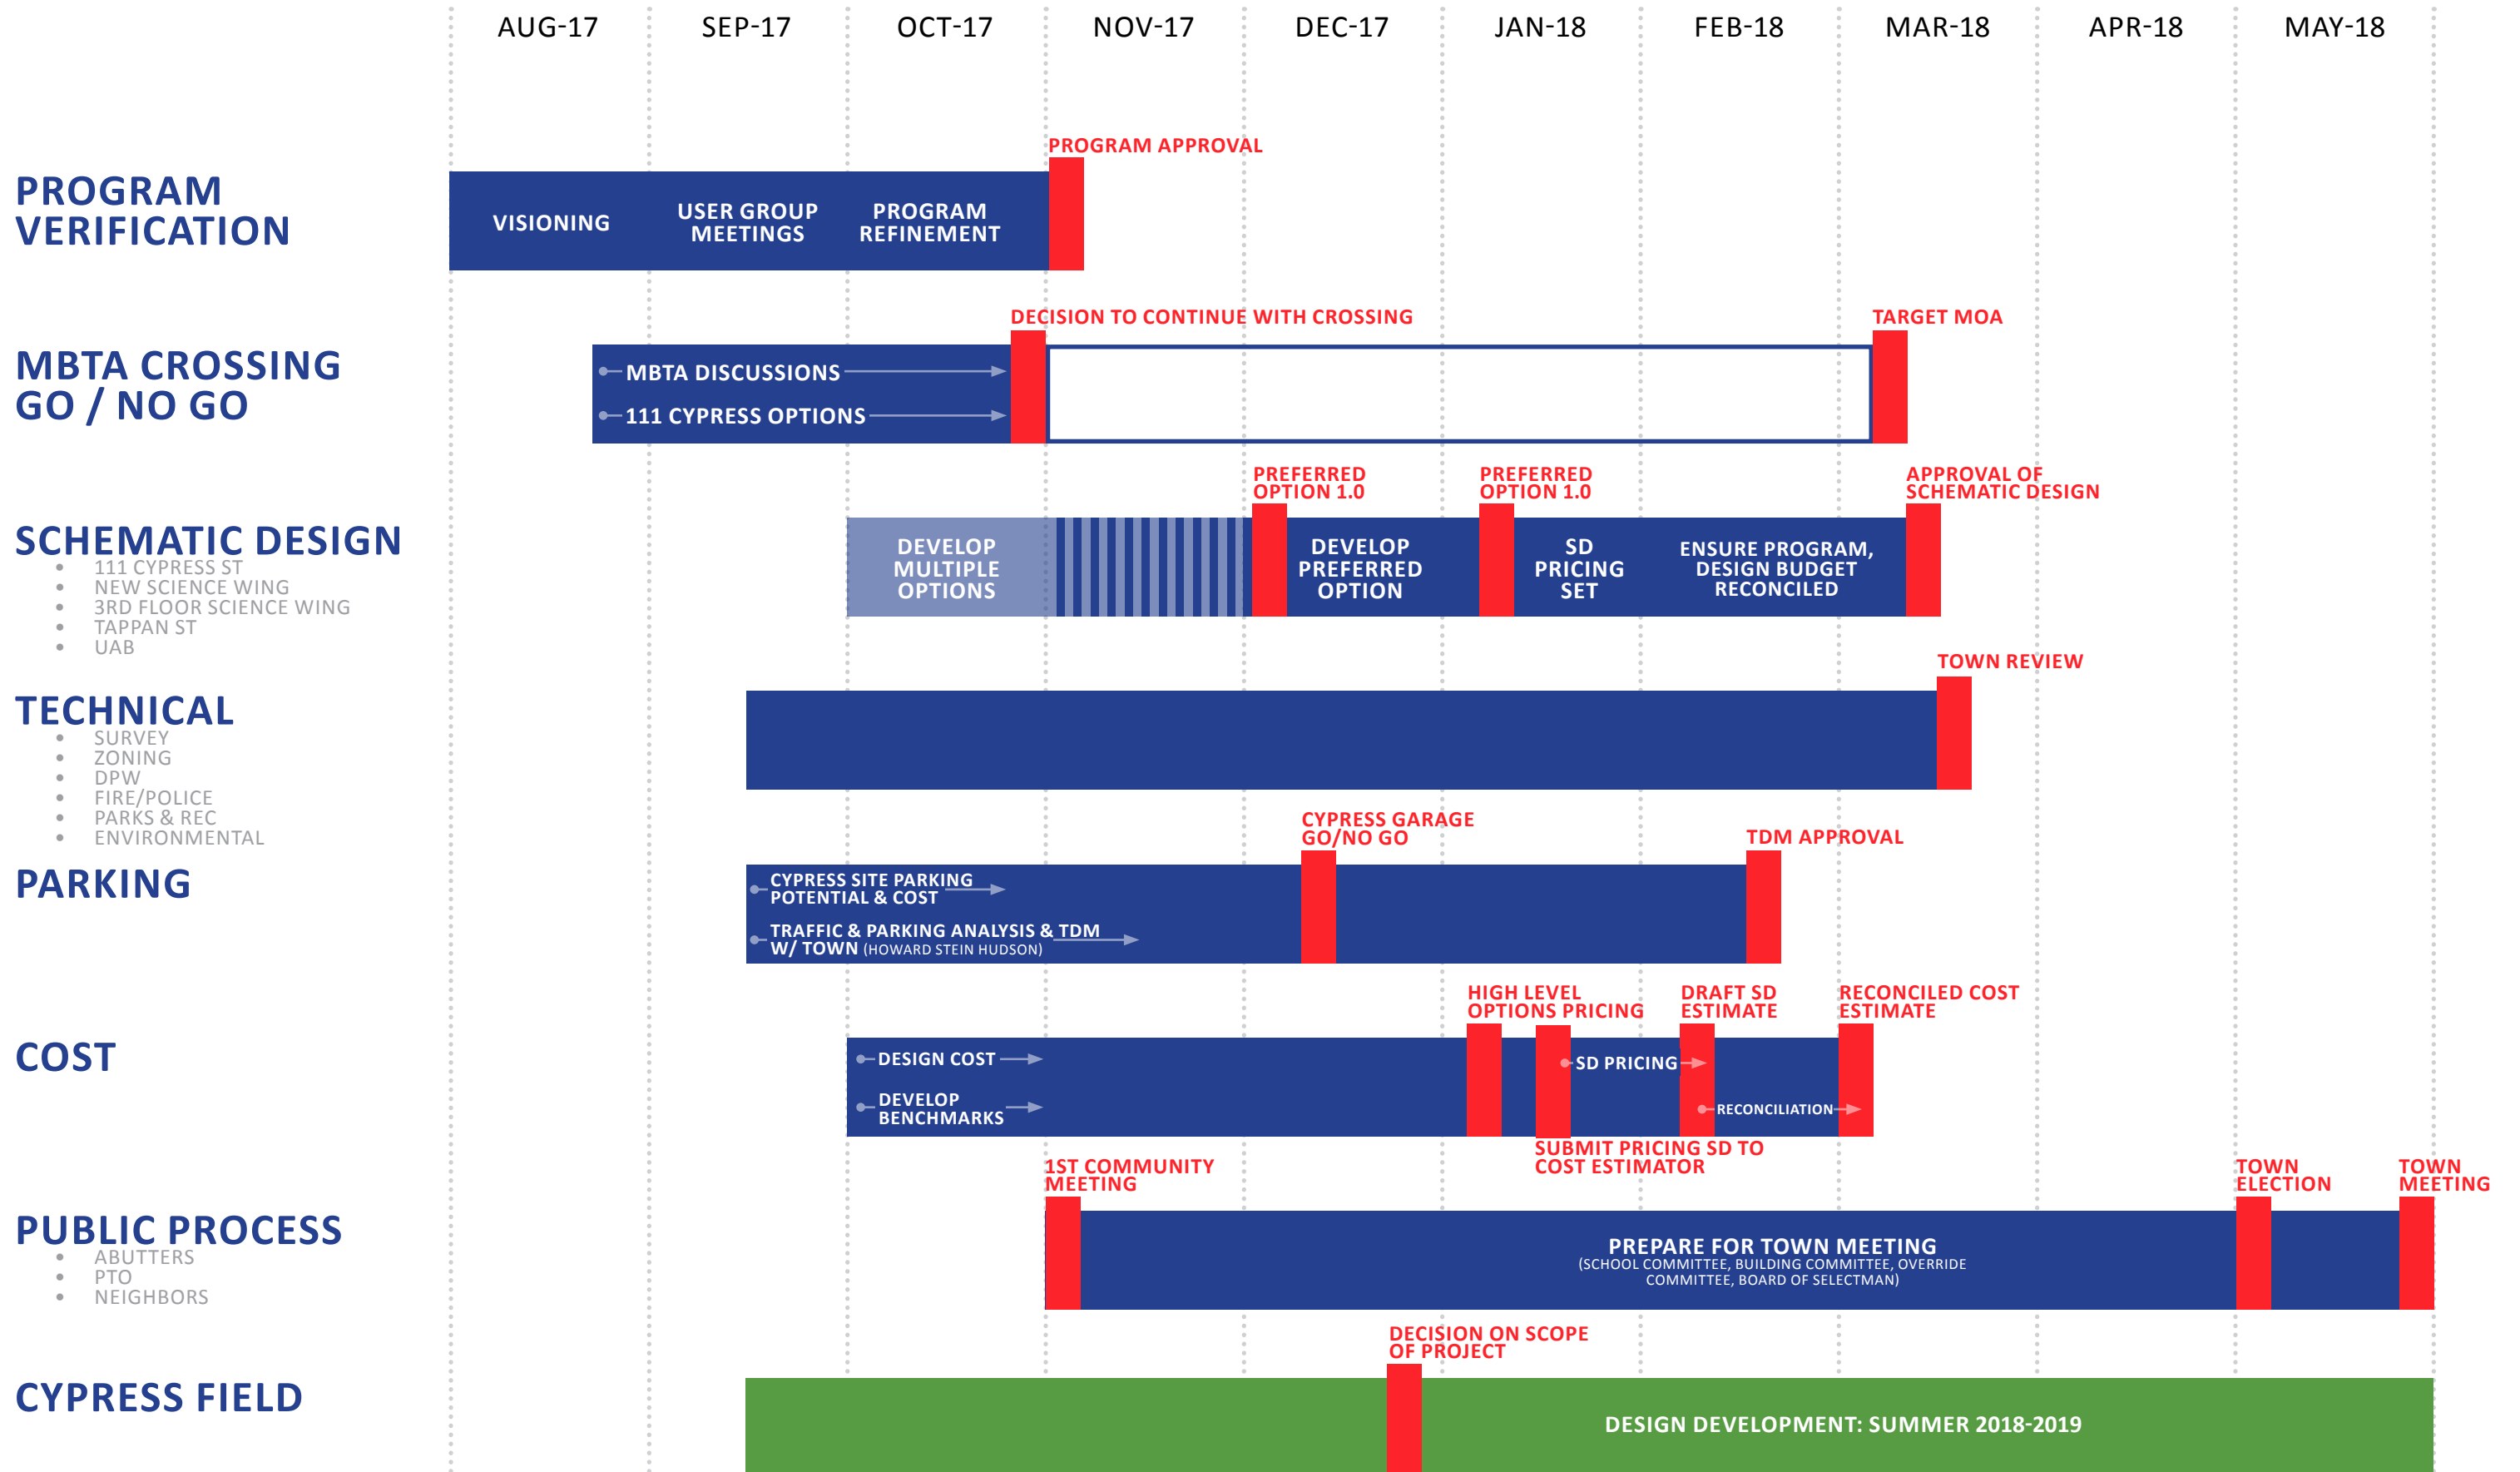 AUG-17
SEP-17
OCT-17
NOV-17
DEC-17
JAN-18
FEB-18
MAR-18
APR-18
MAY-18
PROGRAM
VERIFICATION
VISIONING
USER GROUP
MEETINGS
PROGRAM
REFINEMENT
PROGRAM APPROVAL
MBTA CROSSING
GO / NO GO
MBTA DISCUSSIONS
111 CYPRESS OPTIONS
DECISION TO CONTINUE WITH CROSSING
TARGET MOA
SCHEMATIC DESIGN
• 111 CYPRESS ST
• NEW SCIENCE WING
• 3RD FLOOR SCIENCE WING
• TAPPAN ST
• UAB
DEVELOP
MULTIPLE
OPTIONS
PREFERRED
OPTION 1.0
DEVELOP
PREFERRED
OPTION
PREFERRED
OPTION 1.0
SD
PRICING
SET
ENSURE PROGRAM,
DESIGN BUDGET
RECONCILED
APPROVAL OF
SCHEMATIC DESIGN
TECHNICAL
• SURVEY
• ZONING
• DPW
• FIRE/POLICE
• PARKS & REC
• ENVIRONMENTAL
TOWN REVIEW
PARKING
CYPRESS SITE PARKING
POTENTIAL & COST
TRAFFIC & PARKING ANALYSIS & TDM
W/ TOWN (HOWARD STEIN HUDSON)
CYPRESS GARAGE
GO/NO GO
TDM APPROVAL
COST
DESIGN COST
DEVELOP
BENCHMARKS
HIGH LEVEL
OPTIONS PRICING
SUBMIT PRICING SD TO
COST ESTIMATOR
SD PRICING
DRAFT SD
ESTIMATE
RECONCILIATION
RECONCILED COST
ESTIMATE
PUBLIC PROCESS
• ABUTTERS
• PTO
• NEIGHBORS
1ST COMMUNITY
MEETING
PREPARE FOR TOWN MEETING
(SCHOOL COMMITTEE, BUILDING COMMITTEE, OVERRIDE
COMMITTEE, BOARD OF SELECTMAN)
TOWN
ELECTION
TOWN
MEETING
CYPRESS FIELD
DECISION ON SCOPE
OF PROJECT
DESIGN DEVELOPMENT: SUMMER 2018-2019